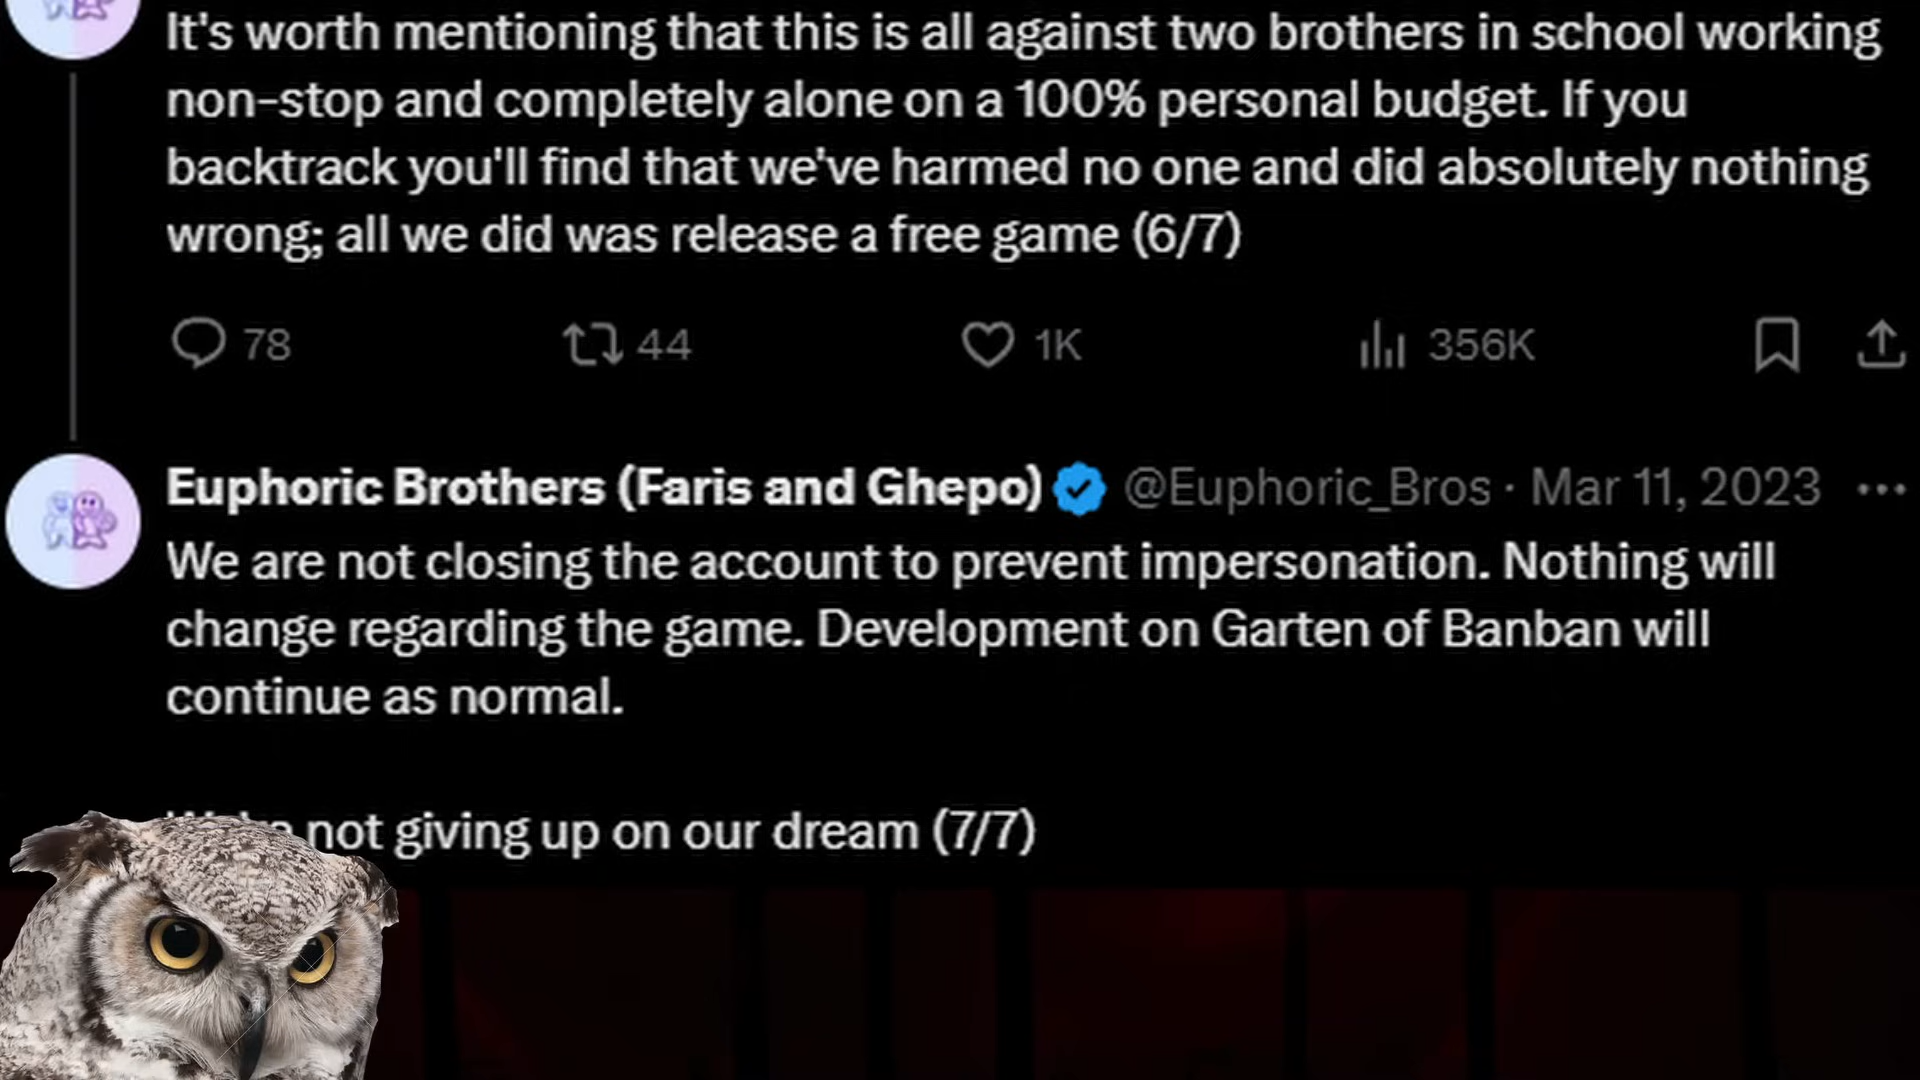 It's worth mentioning that this is all against two brothers in school working
non-stop and completely alone on a 100% personal budget. If you
backtrack you'll find that we've harmed no one and did absolutely nothing
wrong; all we did was release a free game (6/7)
78 44 1K 356K
Euphoric Brothers (Faris and Ghepo) @Euphoric_Bros · Mar 11, 2023
We are not closing the account to prevent impersonation. Nothing will
change regarding the game. Development on Garten of Banban will
continue as normal.
not giving up on our dream (7/7)